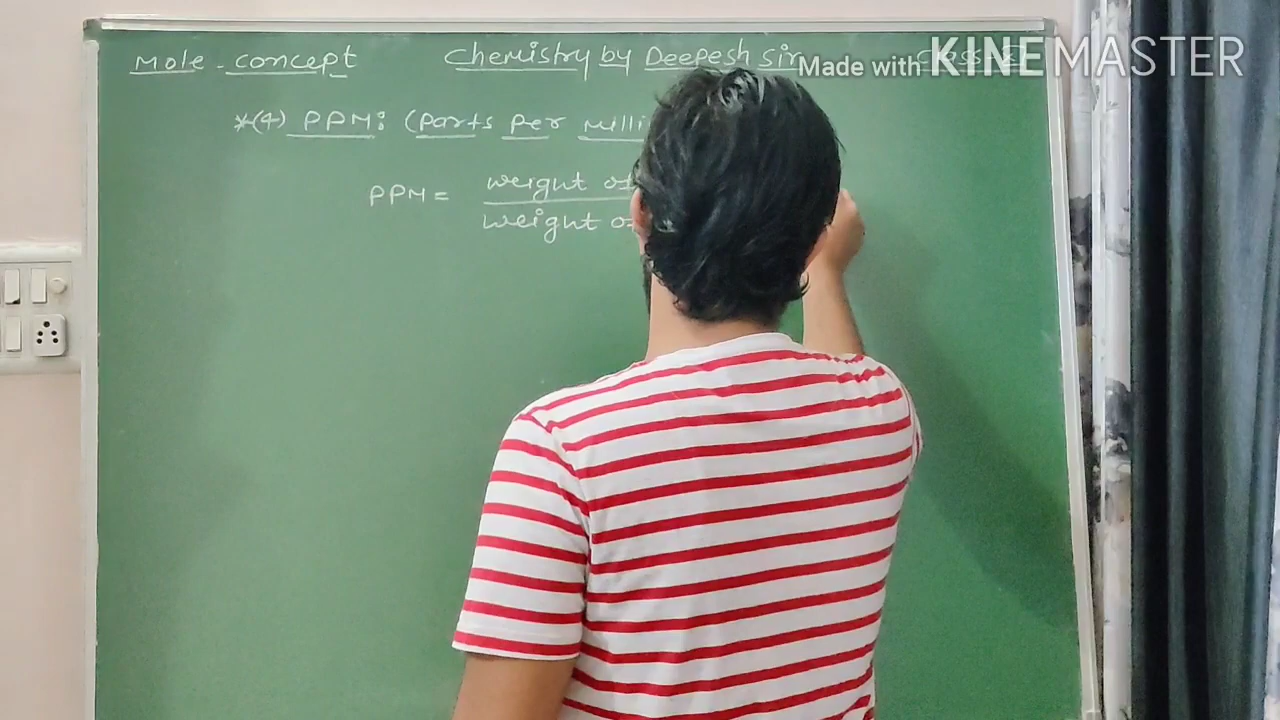 Mole concept Chemistry by Deepesh sir
Made with KINEMASTER
*(4) PPM: (Parts Per Milli
PPM = weight of
weight of